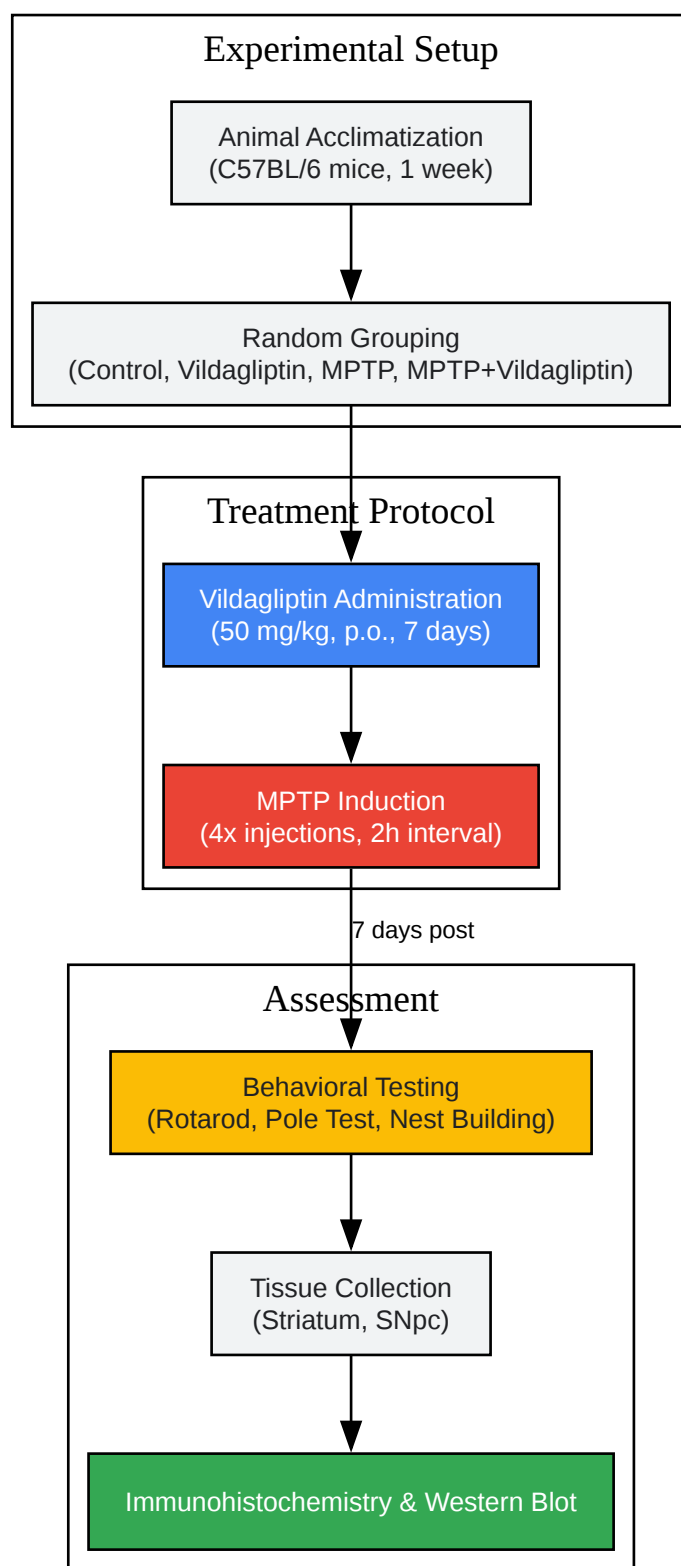 Experimental Setup
Animal Acclimatization
(C57BL/6 mice, 1 week)
Random Grouping
(Control, Vildagliptin, MPTP, MPTP+Vildagliptin)
Treatment Protocol
Vildagliptin Administration
(50 mg/kg, p.o., 7 days)
MPTP Induction
(4x injections, 2h interval)
7 days post
Assessment
Behavioral Testing
(Rotarod, Pole Test, Nest Building)
Tissue Collection
(Striatum, SNpc)
Immunohistochemistry & Western Blot